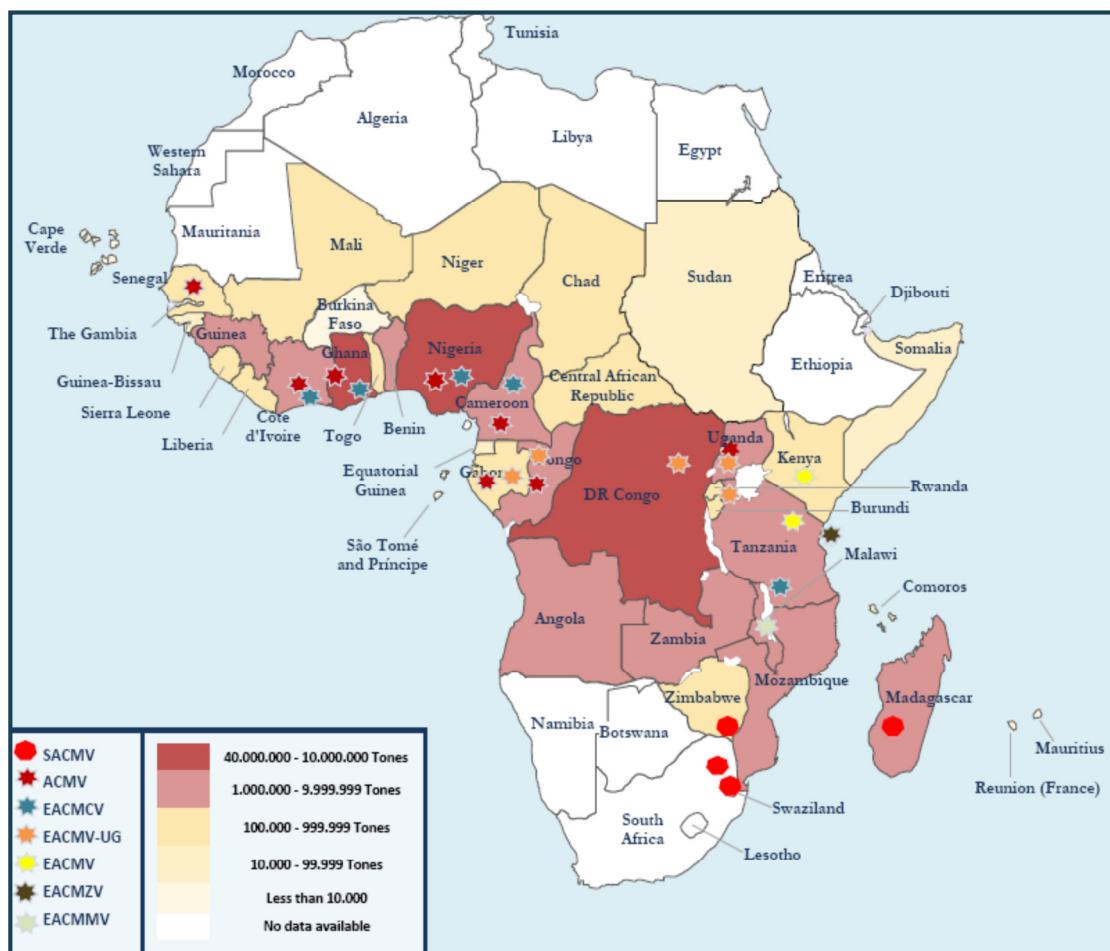 Tunisia
Morocco
Algeria
Libya
Egypt
Western
Sahara
Mauritania
Cape
Verde
Mali
Niger
Chad
Sudan
Eritrea
Djibouti
Senegal
The Gambia
Guinea
Burkina
Faso
Ghana
Nigeria
Ethiopia
Somalia
Guinea-Bissau
Sierra Leone
Liberia
Côte
d'Ivoire
Togo
Benin
Cameroon
Central African
Republic
Uganda
Kenya
Equatorial
Guinea
Gabon
ongo
DR Congo
Rwanda
Burundi
São Tomé
and Príncipe
Tanzania
Malawi
Comoros
Angola
Zambia
Mozambique
Madagascar
Zimbabwe
Namibia
Botswana
Mauritius
Reunion (France)
Swaziland
South
Africa
Lesotho
SACMV
ACMV
EACMCV
EACMV-UG
EACMV
EACMZV
EACMMV
40.000.000 - 10.000.000 Tones
1.000.000 - 9.999.999 Tones
100.000 - 999.999 Tones
10.000 - 99.999 Tones
Less than 10.000
No data available